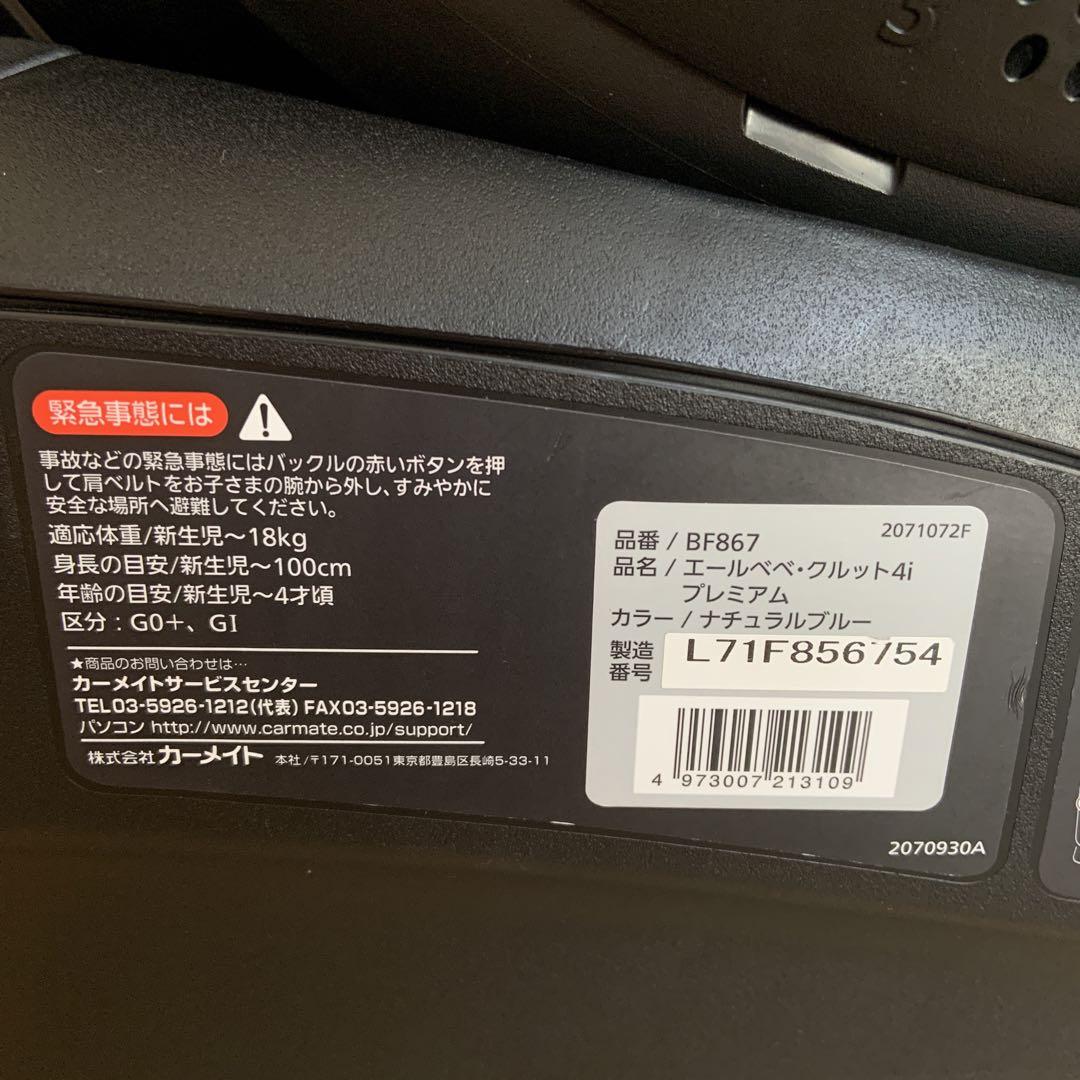 5
緊急事態には
事故などの緊急事態にはバックルの赤いボタンを押
して肩ベルトをお子さまの腕から外し、すみやかに
安全な場所へ避難してください。
適応体重/新生児〜18kg
身長の目安/新生児〜100cm
年齢の目安/新生児〜4才頃
区分：G0＋、GI
★商品のお問い合わせは…
カーメイトサービスセンター
TEL03-5926-1212(代表) FAX03-5926-1218
パソコン http://www.carmate.co.jp/support/
株式会社 カーメイト 本社/〒171-0051東京都豊島区長崎5-33-11
2071072F
品番 / BF867
品名 / エールベベ・クルット4i
プレミアム
カラー / ナチュラルブルー
製造
番号
L71F856754
4 973007 213109
2070930A